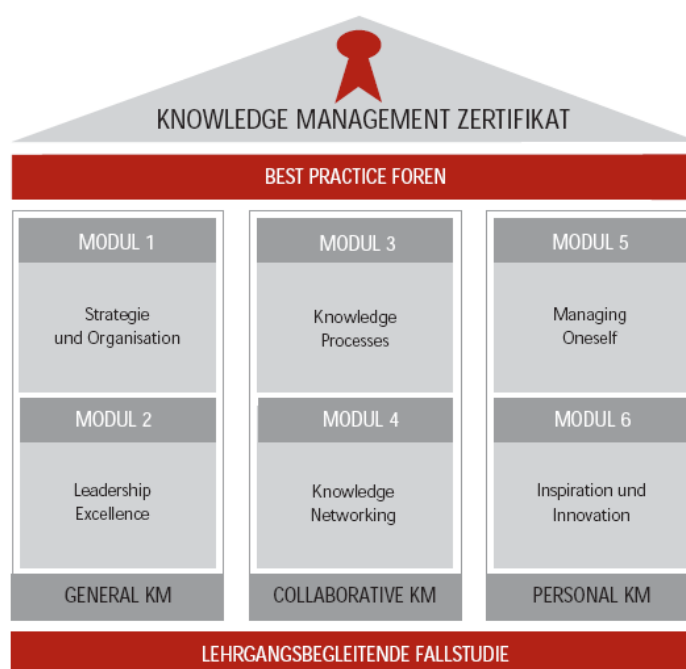 KNOWLEDGE MANAGEMENT ZERTIFIKAT
BEST PRACTICE FOREN
MODUL 1
Strategie
und Organisation
MODUL 2
Leadership
Excellence
GENERAL KM
MODUL 3
Knowledge
Processes
MODUL 4
Knowledge
Networking
COLLABORATIVE KM
MODUL 5
Managing
Oneself
MODUL 6
Inspiration und
Innovation
PERSONAL KM
LEHRGANGSBEGLEITENDE FALLSTUDIE